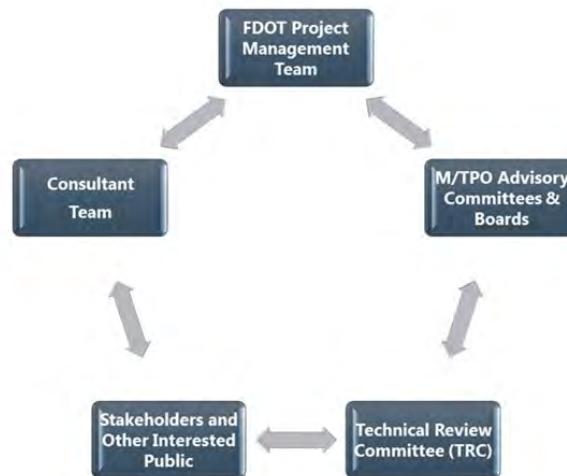 FDOT Project
Management
Team
Consultant
Team
M/TPO Advisory
Committees &
Boards
Stakeholders and
Other Interested
Public
Technical Review
Committee (TRC)